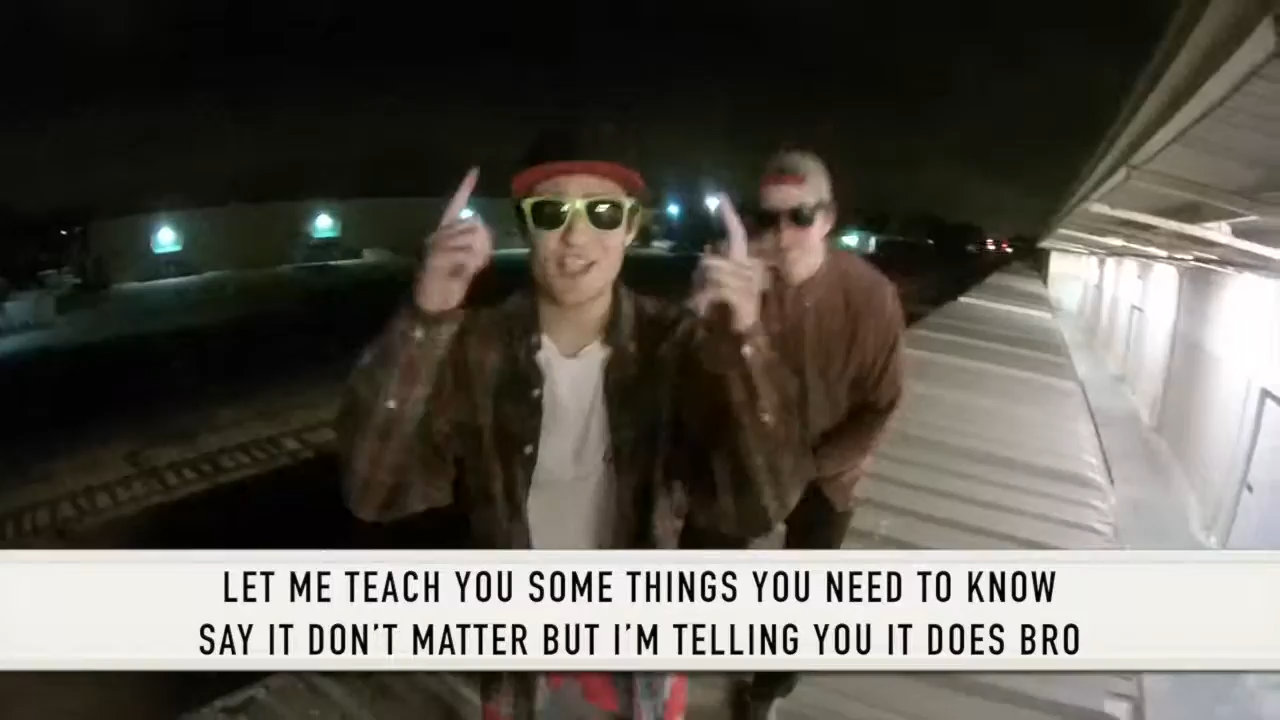 LET ME TEACH YOU SOME THINGS YOU NEED TO KNOW
SAY IT DON'T MATTER BUT I'M TELLING YOU IT DOES BRO